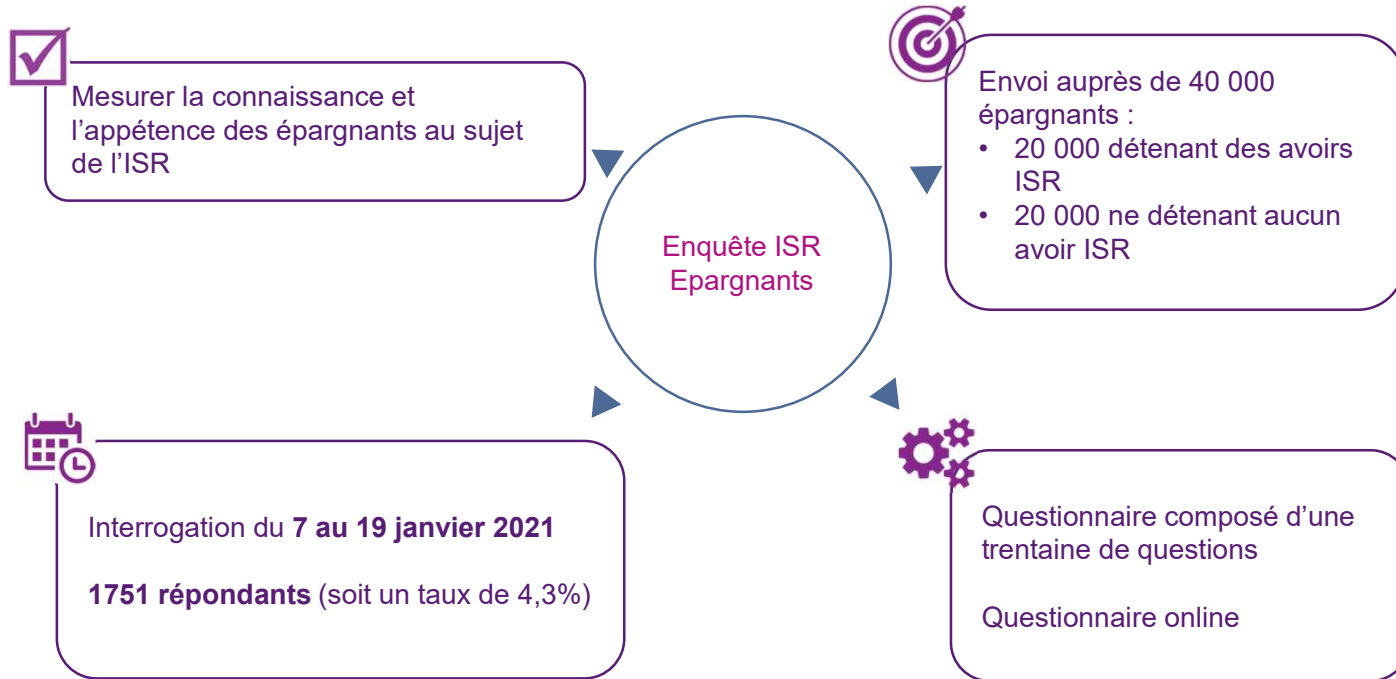 Mesurer la connaissance et
l’appétence des épargnants au sujet
de l’ISR
Envoi auprès de 40 000
épargnants :
• 20 000 détenant des avoirs
ISR
• 20 000 ne détenant aucun
avoir ISR
Enquête ISR
Epargnants
Interrogation du 7 au 19 janvier 2021
1751 répondants (soit un taux de 4,3%)
Questionnaire composé d’une
trentaine de questions
Questionnaire online